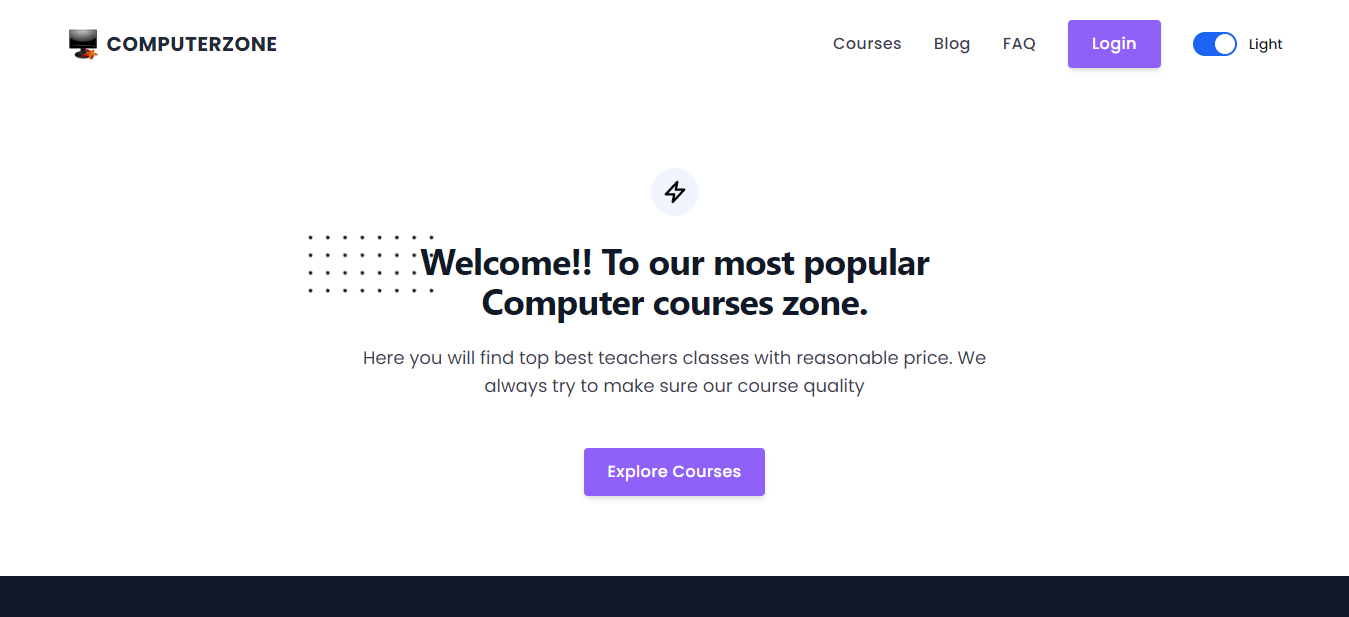 COMPUTERZONE
Courses
Blog
FAQ
Login
Light
Welcome!! To our most popular
Computer courses zone.
Here you will find top best teachers classes with reasonable price. We
always try to make sure our course quality
Explore Courses